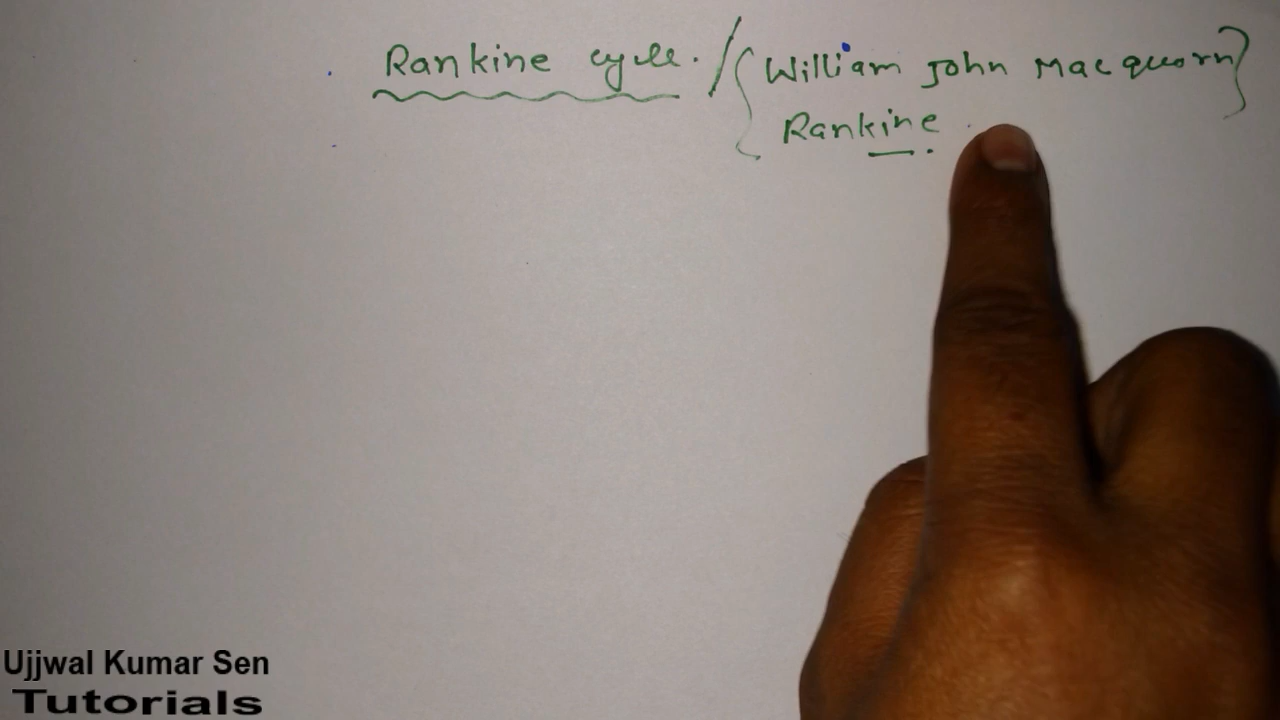 Rankine cycle. / { William John Macquorn }
Rankine
Ujjwal Kumar Sen
Tutorials